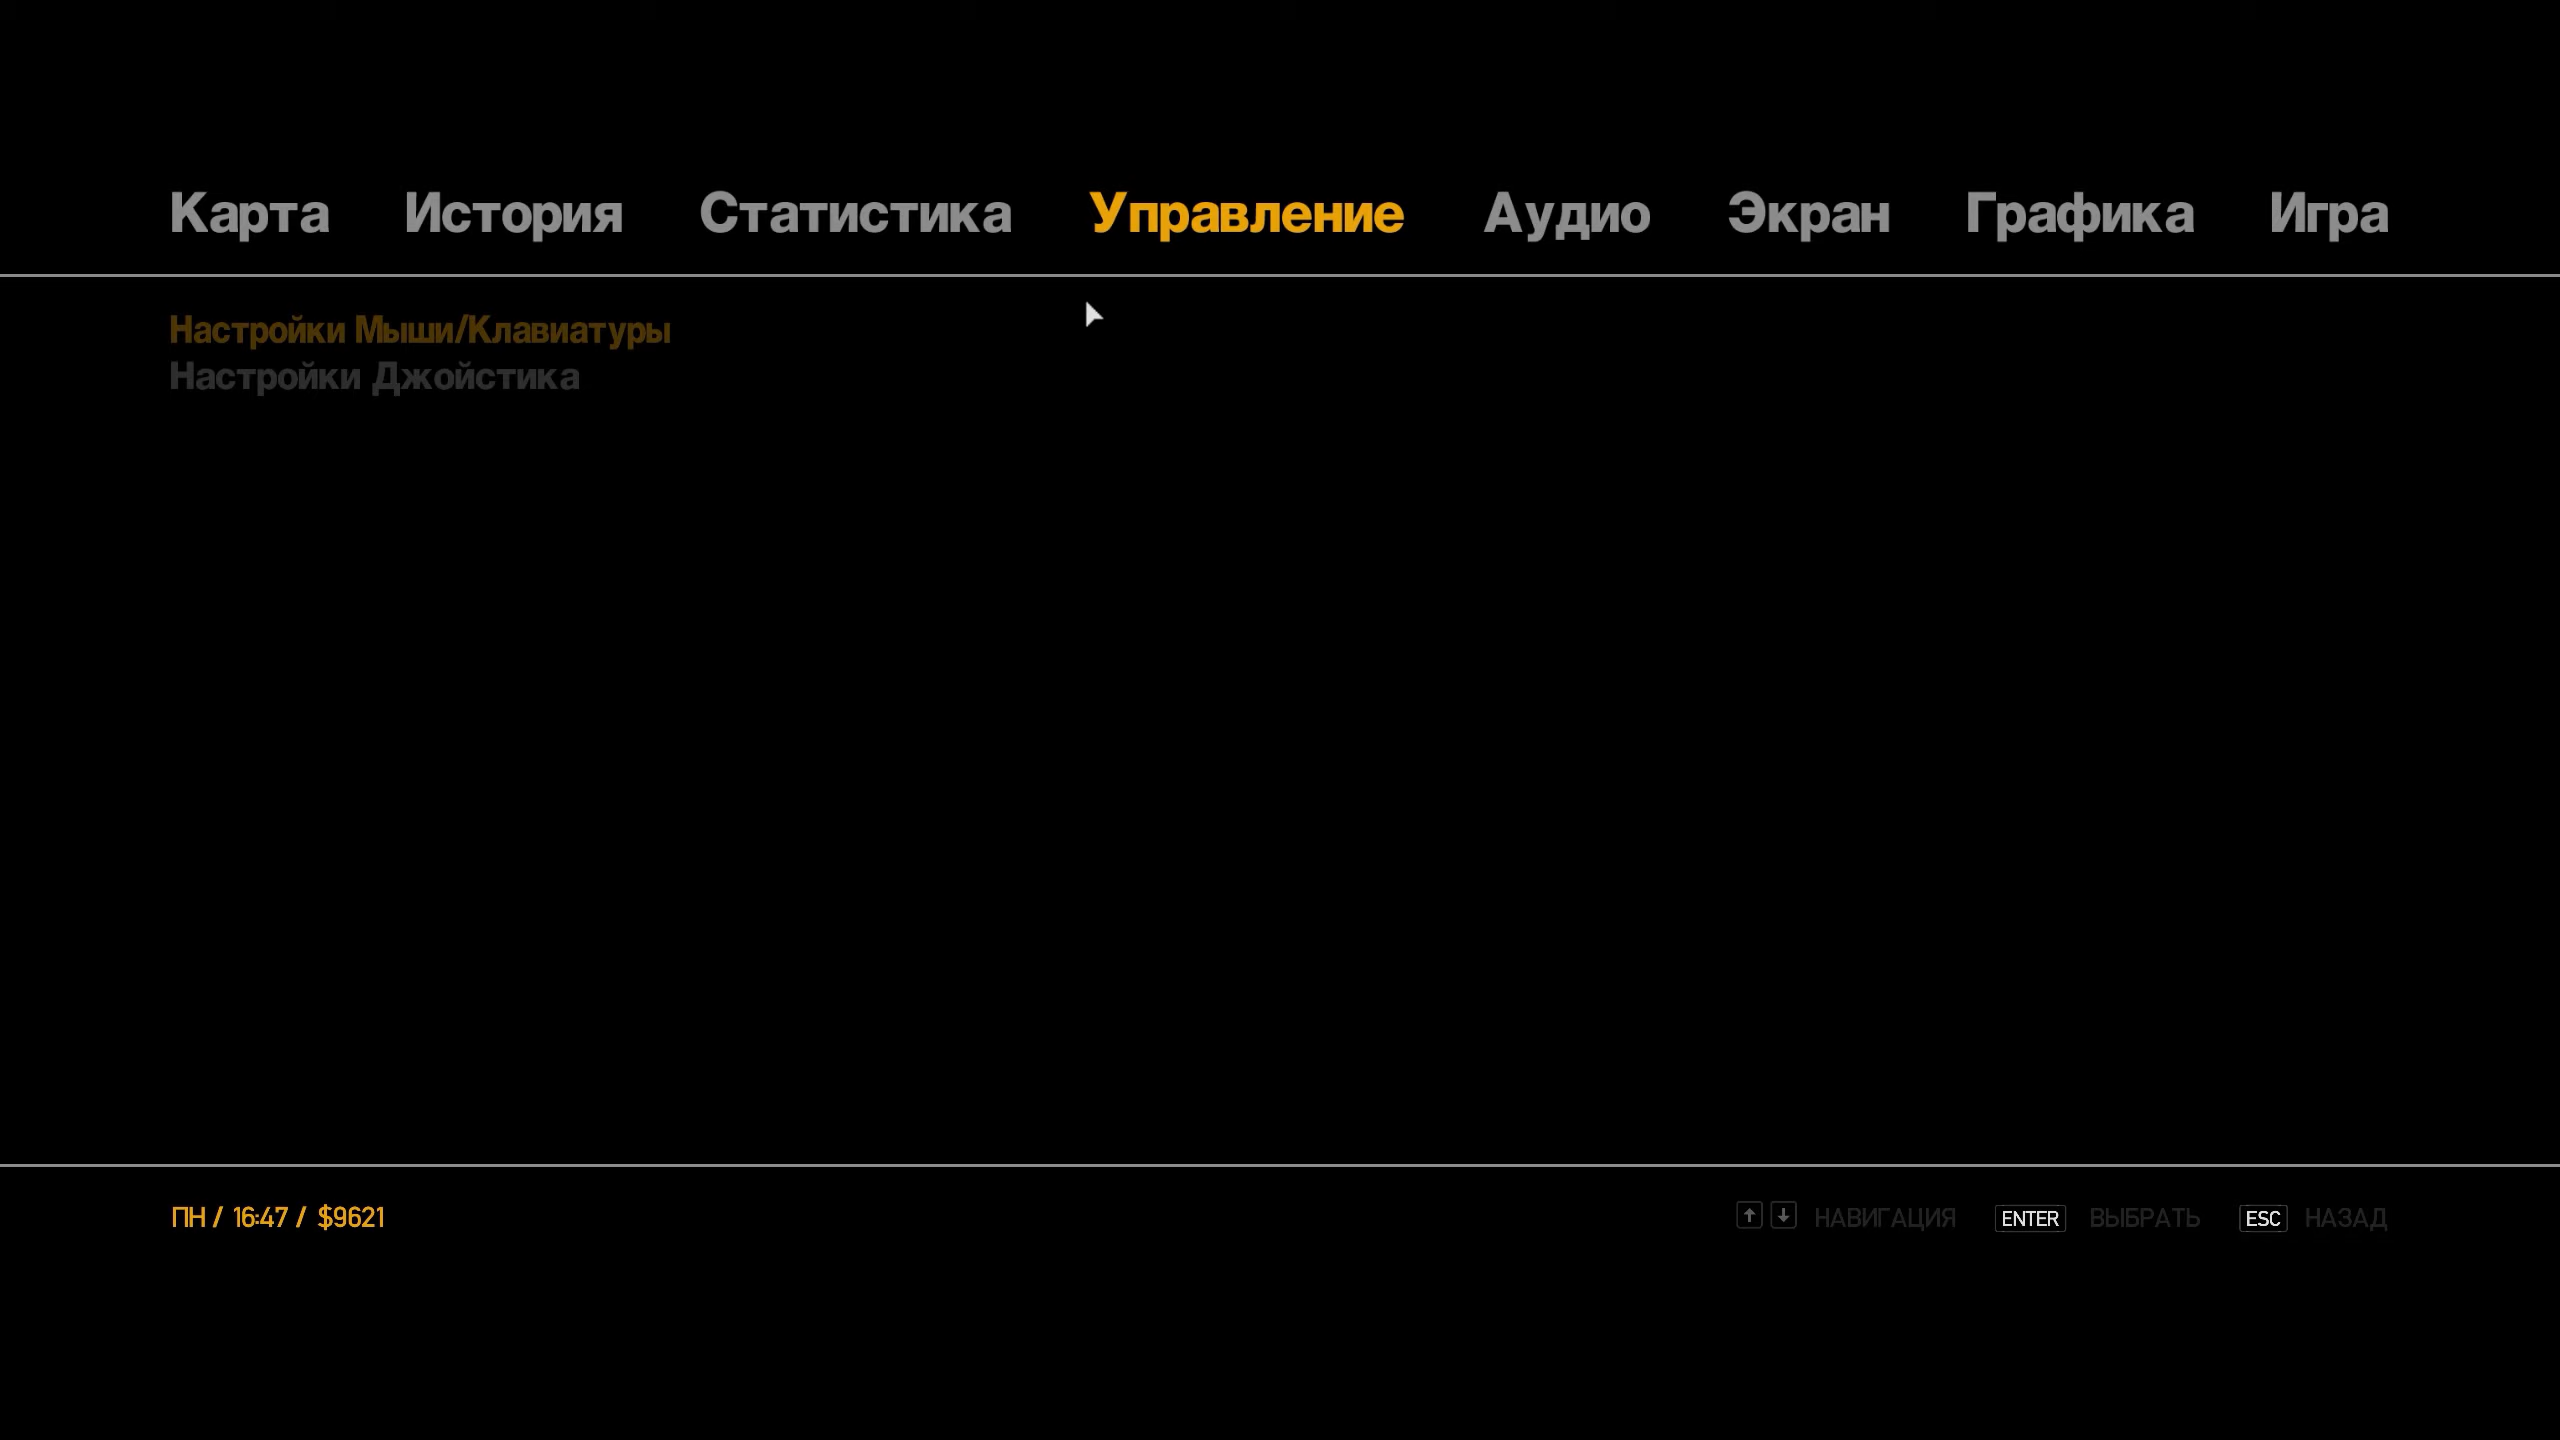 Карта История Статистика Управление Аудио Экран Графика Игра
Настройки Мыши/Клавиатуры
Настройки Джойстика
ПН / 16:47 / $9621 НАВИГАЦИЯ ENTER ВЫБРАТЬ ESC НАЗАД